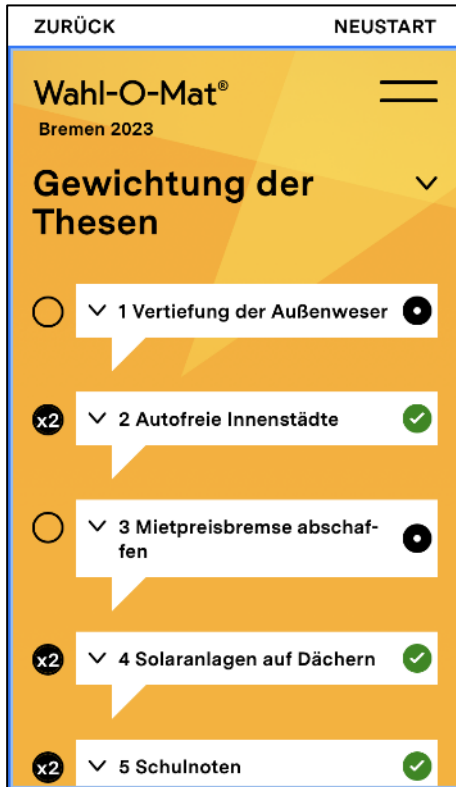 ZURÜCK NEUSTART
Wahl-O-Mat®
Bremen 2023
Gewichtung der
Thesen
1 Vertiefung der Außenweser
x2 2 Autofreie Innenstädte
3 Mietpreisbremse abschaf-
fen
x2 4 Solaranlagen auf Dächern
x2 5 Schulnoten